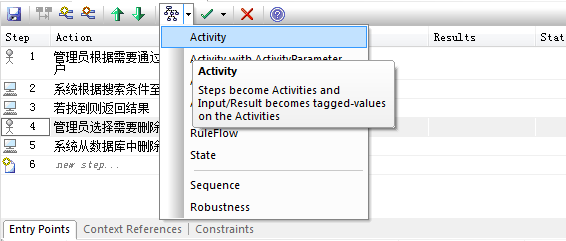 Step Action Results Stat
Activity
1 管理员根据需要通过
户
Activity with ActivityParameter
Activity
2 系统根据搜索条件至
Steps become Activities and
Input/Result becomes tagged-values
on the Activities
3 若找到则返回结果
4 管理员选择需要删除
RuleFlow
5 系统从数据库中删除
State
6 new step...
Sequence
Robustness
Entry Points Context References Constraints